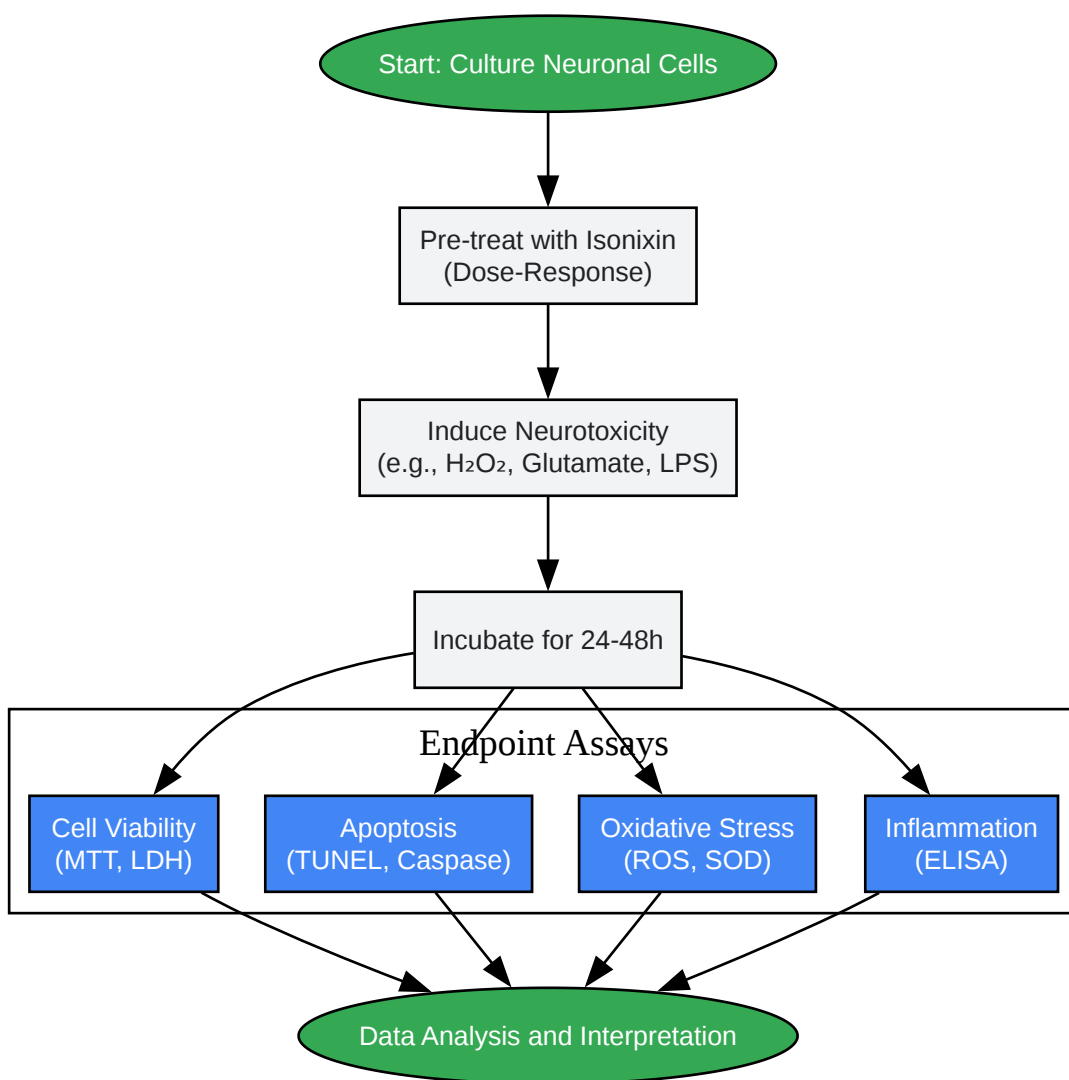 Start: Culture Neuronal Cells
Pre-treat with Isonixin
(Dose-Response)
Induce Neurotoxicity
(e.g., H₂O₂, Glutamate, LPS)
Incubate for 24-48h
Endpoint Assays
Cell Viability
(MTT, LDH)
Apoptosis
(TUNEL, Caspase)
Oxidative Stress
(ROS, SOD)
Inflammation
(ELISA)
Data Analysis and Interpretation